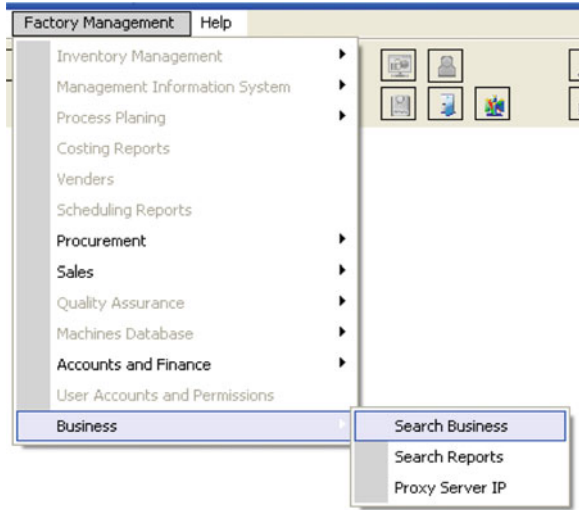 Factory Management Help
Inventory Management
Management Information System
Process Planing
Costing Reports
Venders
Scheduling Reports
Procurement
Sales
Quality Assurance
Machines Database
Accounts and Finance
User Accounts and Permissions
Business
Search Business
Search Reports
Proxy Server IP